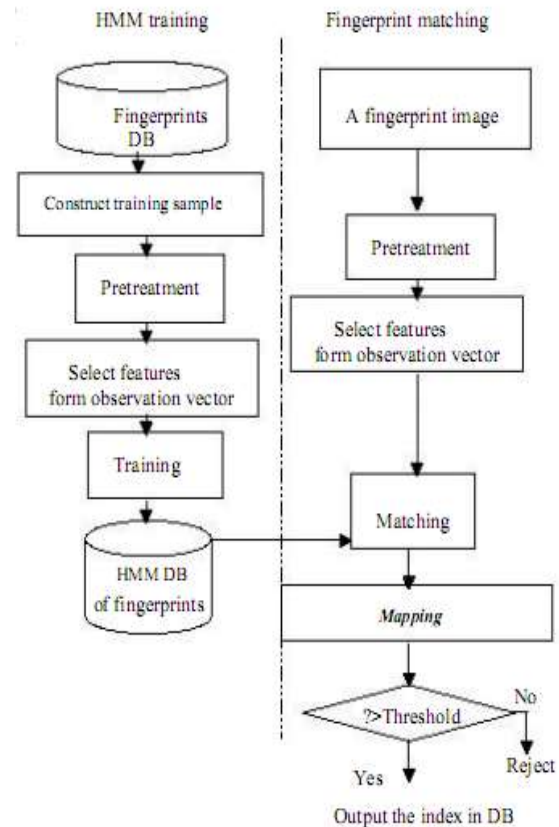 HMM training
Fingerprints
DB
Construct training sample
Pretreatment
Select features
form observation vector
Training
HMM DB
of fingerprints
Fingerprint matching
A fingerprint image
Pretreatment
Select features
form observation vector
Matching
Mapping
?>Threshold
No
Reject
Yes
Output the index in DB